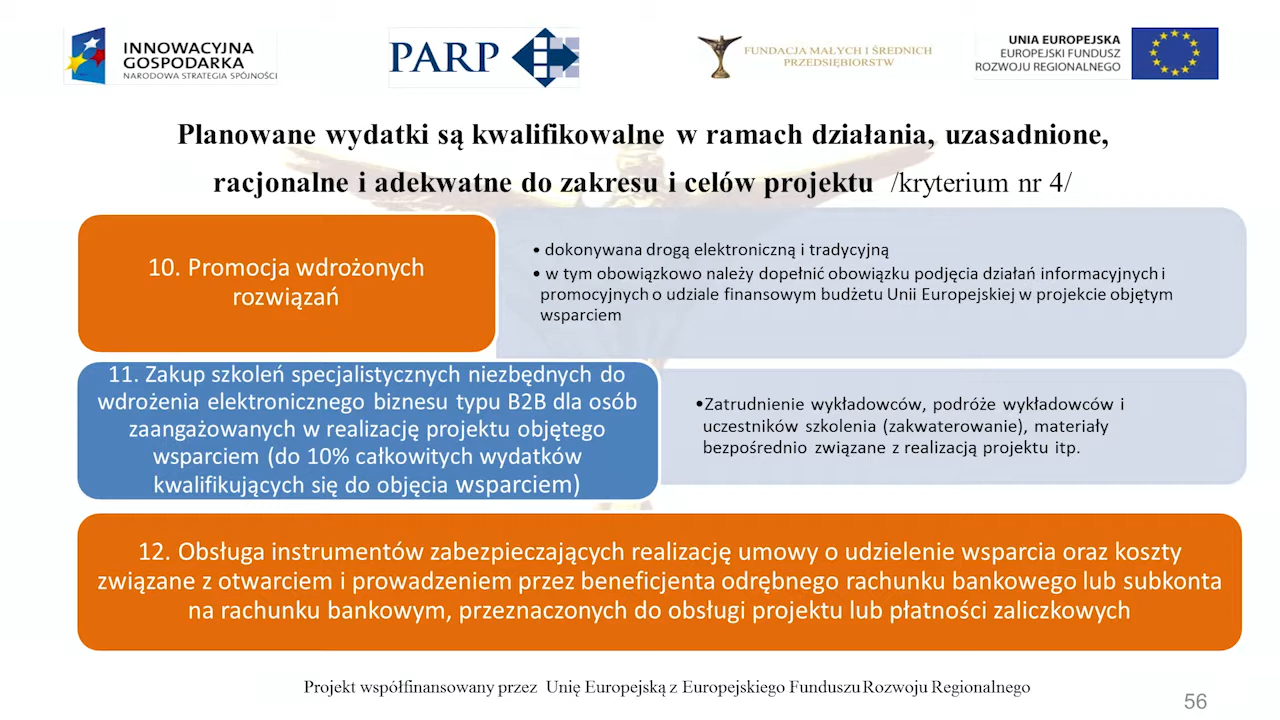 INNOWACYJNA
GOSPODARKA
NARODOWA STRATEGIA SPÓJNOŚCI
PARP
FUNDACJA MAŁYCH I ŚREDNICH
PRZEDSIĘBIORSTW
UNIA EUROPEJSKA
EUROPEJSKI FUNDUSZ
ROZWOJU REGIONALNEGO
Planowane wydatki są kwalifikowalne w ramach działania, uzasadnione,
racjonalne i adekwatne do zakresu i celów projektu /kryterium nr 4/
10. Promocja wdrożonych
rozwiązań
• dokonywana drogą elektroniczną i tradycyjną
• w tym obowiązkowo należy dopełnić obowiązku podjęcia działań informacyjnych i
promocyjnych o udziale finansowym budżetu Unii Europejskiej w projekcie objętym
wsparciem
11. Zakup szkoleń specjalistycznych niezbędnych do
wdrożenia elektronicznego biznesu typu B2B dla osób
zaangażowanych w realizację projektu objętego
wsparciem (do 10% całkowitych wydatków
kwalifikujących się do objęcia wsparciem)
•Zatrudnienie wykładowców, podróże wykładowców i
uczestników szkolenia (zakwaterowanie), materiały
bezpośrednio związane z realizacją projektu itp.
12. Obsługa instrumentów zabezpieczających realizację umowy o udzielenie wsparcia oraz koszty
związane z otwarciem i prowadzeniem przez beneficjenta odrębnego rachunku bankowego lub subkonta
na rachunku bankowym, przeznaczonych do obsługi projektu lub płatności zaliczkowych
Projekt współfinansowany przez Unię Europejską z Europejskiego Funduszu Rozwoju Regionalnego
56